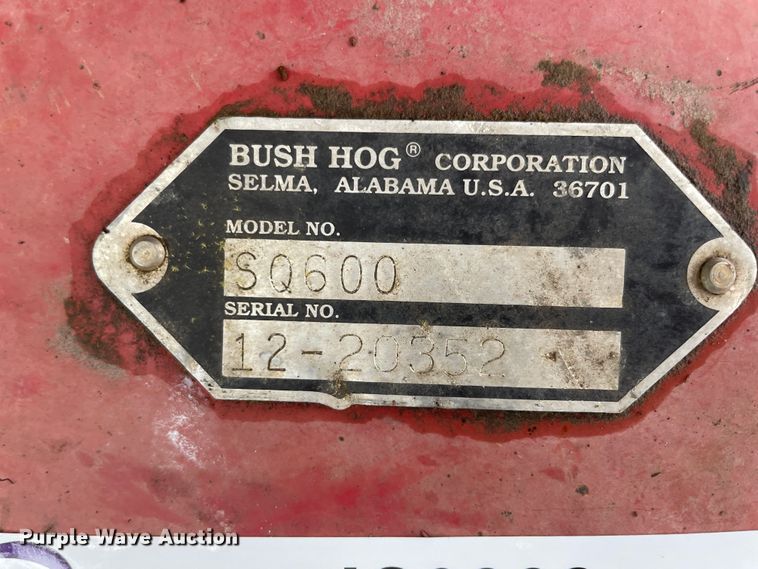 BUSH HOG® CORPORATION
SELMA, ALABAMA U.S.A. 36701
MODEL NO.
SQ600
SERIAL NO.
12-20352
Purple Wave Auction